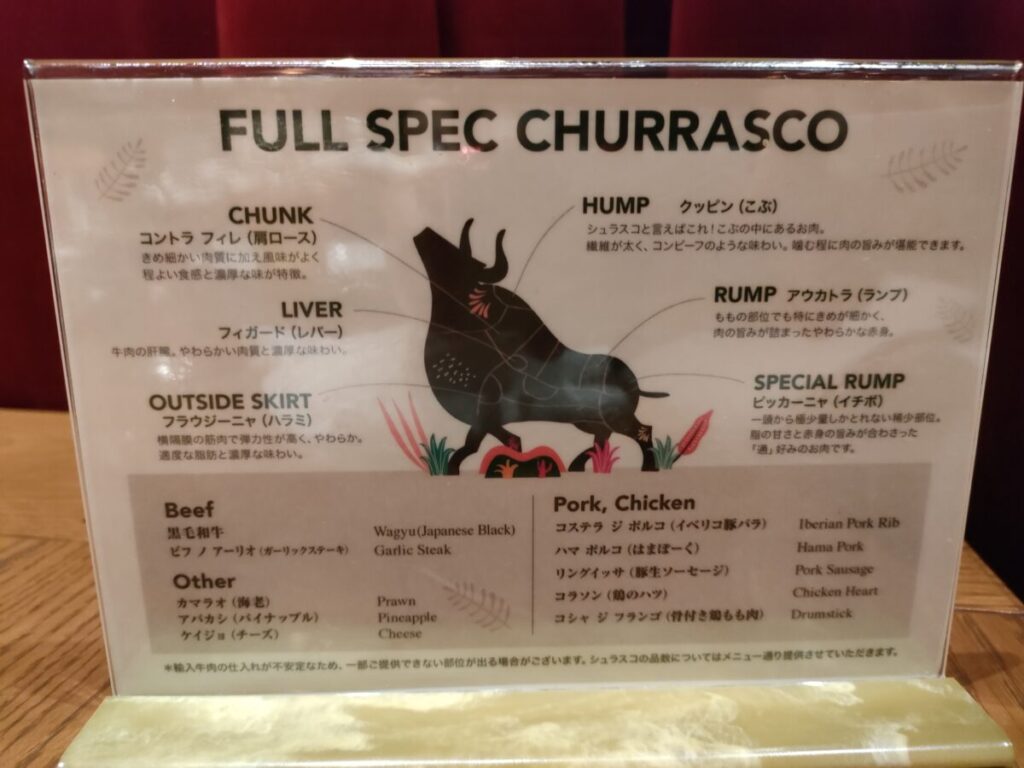 FULL SPEC CHURRASCO
CHUNK
コントラ フィレ（肩ロース）
きめ細かい肉質に加え風味がよく
程よい食感と濃厚な味が特徴。
LIVER
フィガード（レバー）
牛肉の肝臓。やわらかい肉質と濃厚な味わい。
OUTSIDE SKIRT
フラウジーニャ（ハラミ）
横隔膜の筋肉で弾力性が高く、やわらか。
適度な脂肪と濃厚な味わい。
HUMP クッピン（こぶ）
シュラスコと言えばこれ！こぶの中にあるお肉。
繊維が太く、コンビーフのような味わい。噛む程に肉の旨みが堪能できます。
RUMP アウカトラ（ランプ）
ももの部位でも特にきめが細かく、
肉の旨みが詰まったやわらかな赤身。
SPECIAL RUMP
ピッカーニャ（イチボ）
一頭から極少量しかとれない稀少部位。
脂の甘さと赤身の旨みが合わさった
「通」好みのお肉です。
Beef
黒毛和牛 Wagyu(Japanese Black)
ビフ ノ アーリオ（ガーリックステーキ） Garlic Steak
Other
カマラオ（海老） Prawn
アバカシ（パイナップル） Pineapple
ケイジョ（チーズ） Cheese
Pork, Chicken
コステラ ジ ポルコ（イベリコ豚バラ） Iberian Pork Rib
ハマ ポルコ（はまぽーく） Hama Pork
リングイッサ（豚生ソーセージ） Pork Sausage
コラソン（鶏のハツ） Chicken Heart
コシャ ジ フランゴ（骨付き鶏もも肉） Drumstick
＊輸入牛肉の仕入れが不安定なため、一部ご提供できない部位が出る場合がございます。シュラスコの品数についてはメニュー通り提供させていただきます。